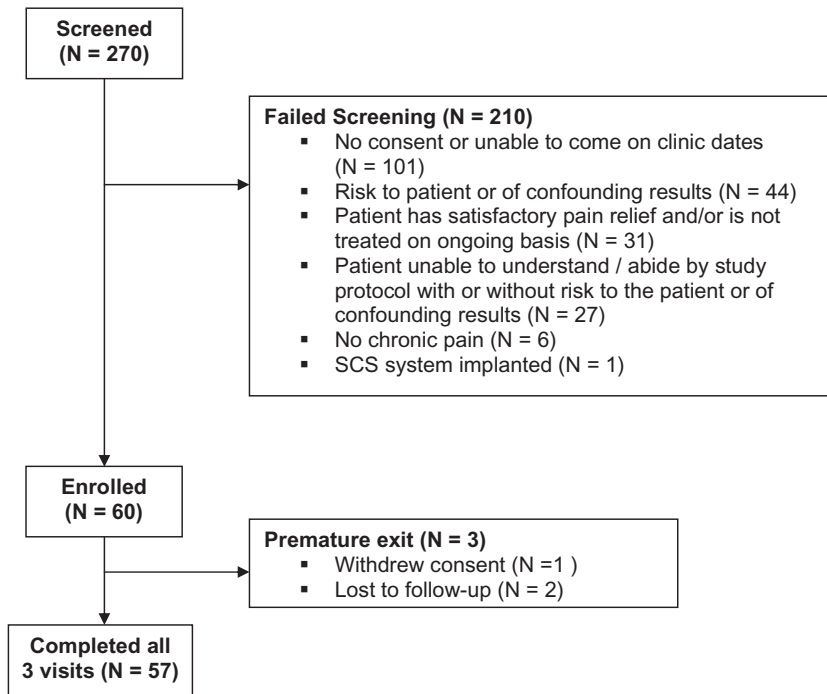 Screened
(N = 270)
Failed Screening (N = 210)
▪ No consent or unable to come on clinic dates
(N = 101)
▪ Risk to patient or of confounding results (N = 44)
▪ Patient has satisfactory pain relief and/or is not
treated on ongoing basis (N = 31)
▪ Patient unable to understand / abide by study
protocol with or without risk to the patient or of
confounding results (N = 27)
▪ No chronic pain (N = 6)
▪ SCS system implanted (N = 1)
Enrolled
(N = 60)
Premature exit (N = 3)
▪ Withdrew consent (N =1 )
▪ Lost to follow-up (N = 2)
Completed all
3 visits (N = 57)